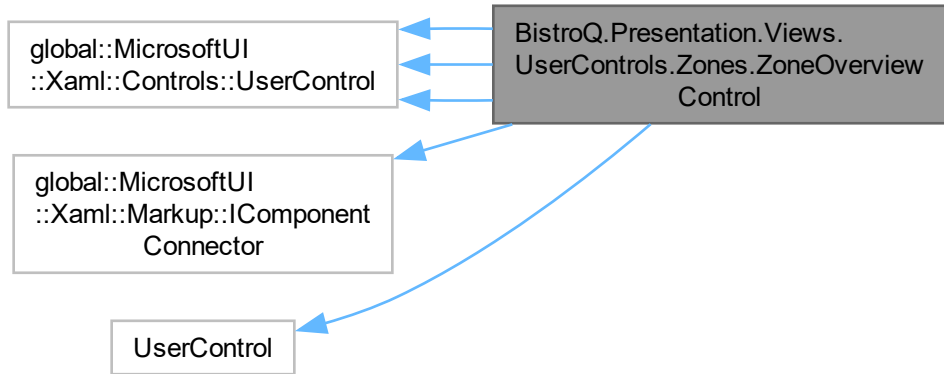 global::MicrosoftUI
::Xaml::Controls::UserControl
BistroQ.Presentation.Views.
UserControls.Zones.ZoneOverview
Control
global::MicrosoftUI
::Xaml::Markup::IComponent
Connector
UserControl